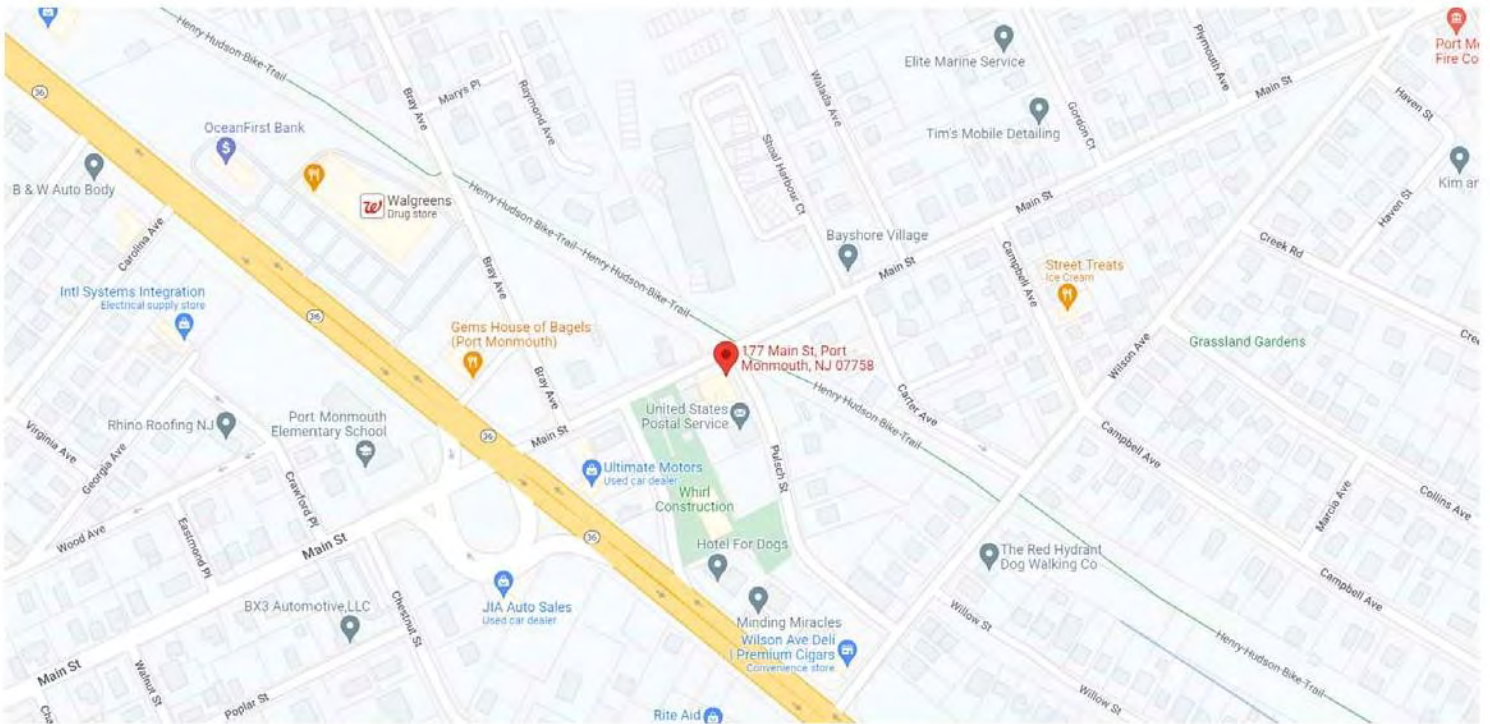 Henry Hudson Bike-Trail
Bray Ave
Marys Pl
Raymond Ave
Walada Ave
Elite Marine Service
Plymouth Ave
Main St
Port
Fire Co
36
OceanFirst Bank
$
Tim's Mobile Detailing
Gordon Ct
Haven St
B & W Auto Body
Walgreens
Drug store
Henry Hudson Bike-Trail
Shoal Harbour Ct
Main St
Kim
Haven St
Carolina Ave
Bayshore Village
Henry-Hudson-Bike-Trail
Main St
Campbell Ave
Creek Rd
Bray Ave
Street Treats
Ice Cream
Intl Systems Integration
Electrical supply store
36
Gems House of Bagels
(Port Monmouth)
177 Main St, Port
Monmouth, NJ 07758
Wilson Ave
Grassland Gardens
Bray Ave
Henry-Hudson-Bike-Trail
Carter Ave
Rhino Roofing NJ
Port Monmouth
Elementary School
United States
Postal Service
Virginia Ave
Georgia Ave
36
Main St
Campbell Ave
Ultimate Motors
Used car dealer
Pulsch St
Crawford Pl
Whirl
Construction
Marcia Ave
Collins Ave
Wood Ave
Eastmond Pl
Main St
36
Hotel For Dogs
The Red Hydrant
Dog Walking Co
BX3 Automotive,LLC
JIA Auto Sales
Used car dealer
Chestnut St
Minding Miracles
Willow St
Campbell Ave
Wilson Ave Deli
| Premium Cigars
Convenience store
Henry-Hudson-Bike-Trail
Main St
Walnut St
Poplar St
Rite Aid
Willow St